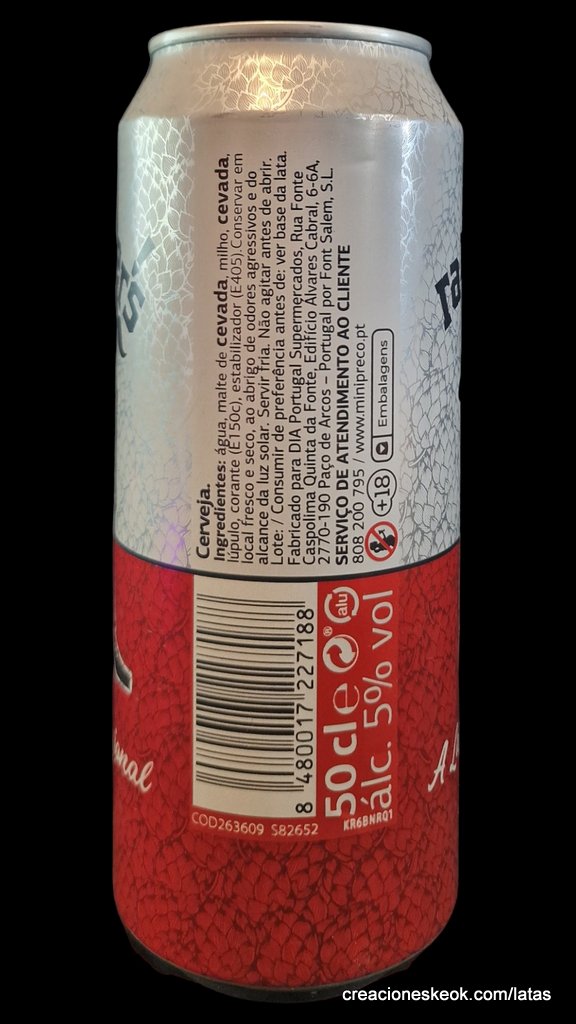 Cerveja.
Ingredientes: água, malte de cevada, milho, cevada,
lúpulo, corante (E150c), estabilizador (E405).Conservar em
local fresco e seco, ao abrigo de odores agressivos e do
alcance da luz solar. Servir fria. Não agitar antes de abrir.
Lote: / Consumir de preferência antes de: ver base da lata.
Fabricado para DIA Portugal Supermercados, Rua Fonte
Caspolima Quinta da Fonte, Edifício Álvares Cabral, 6-6A,
2770-190 Paço de Arcos – Portugal por Font Salem, S.L.
SERVIÇO DE ATENDIMENTO AO CLIENTE
808 200 795 / www.minipreco.pt
+18 Embalagens
8 480017 227188
50 cl e alu
álc. 5% vol
KR6BNRQ1
COD263609 S82652
ra
A L
creacioneskeok.com/latas